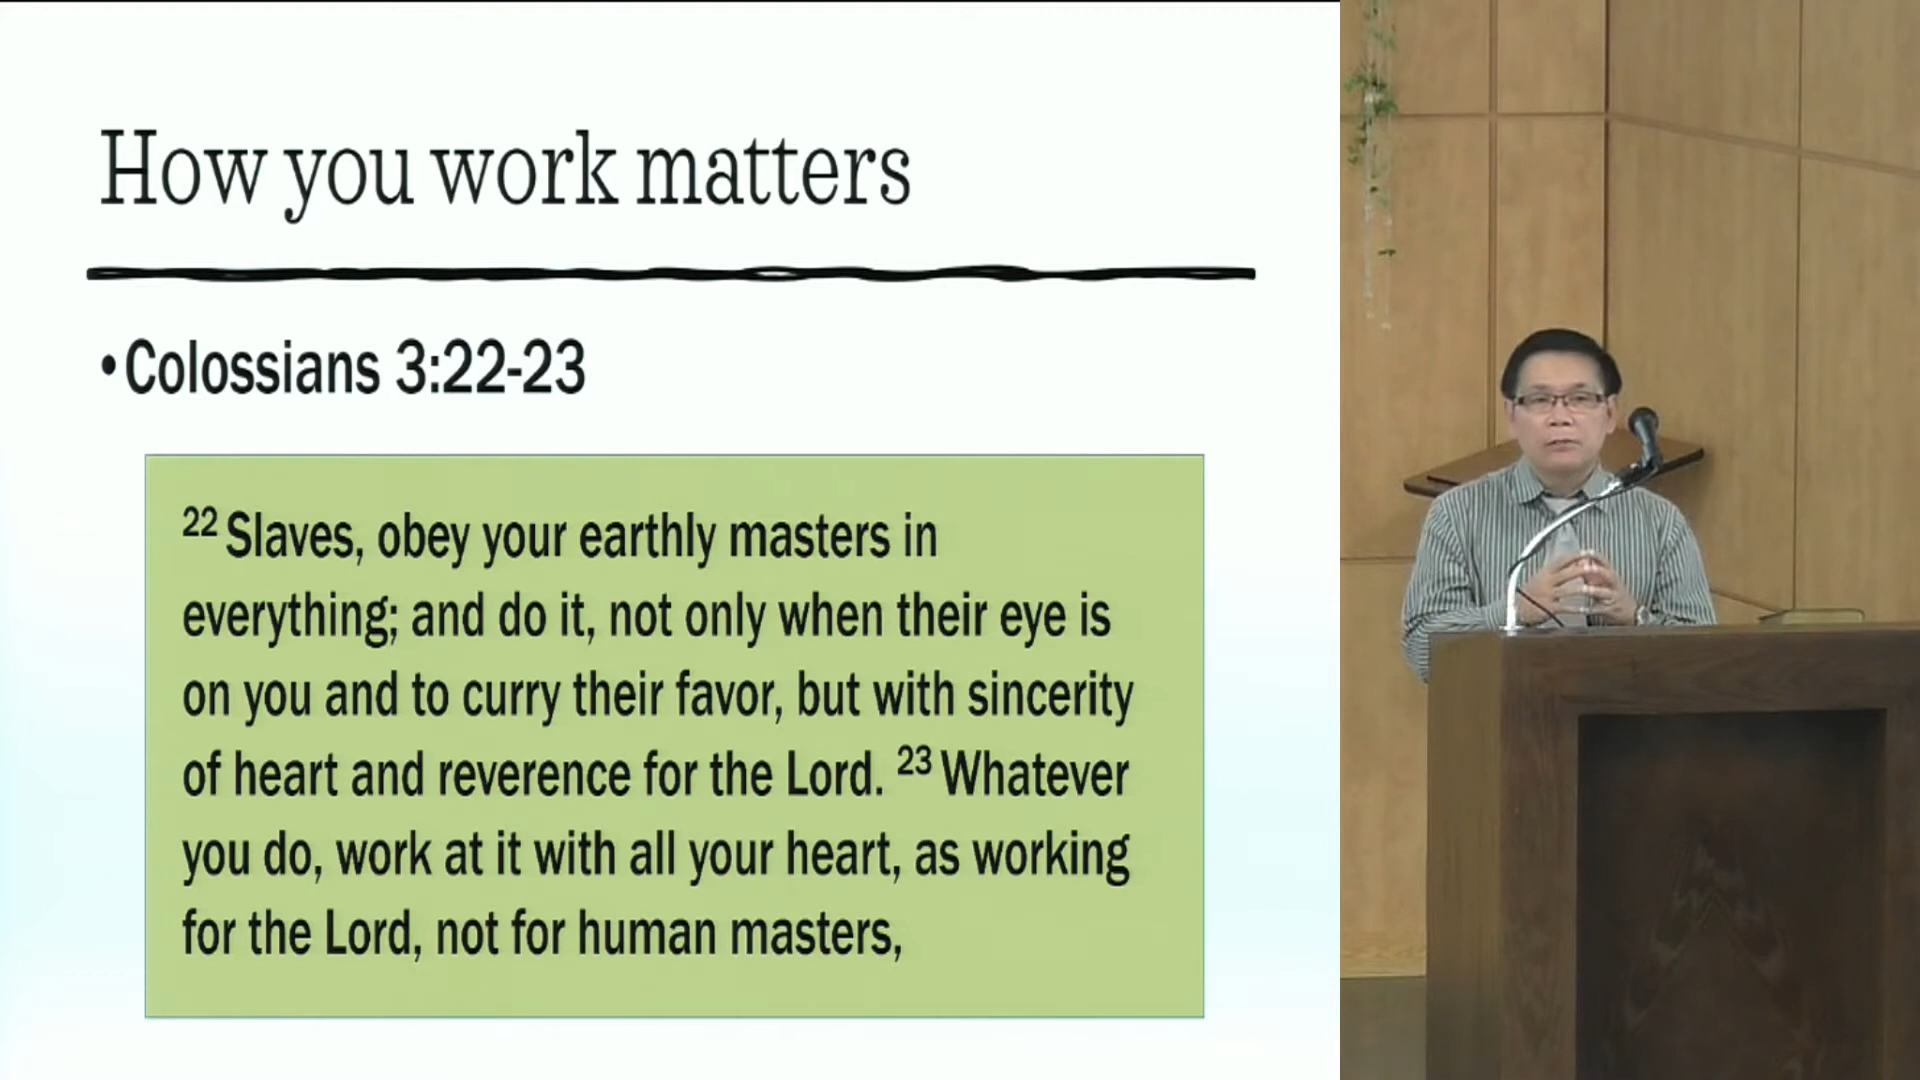 How you work matters
•Colossians 3:22-23
22 Slaves, obey your earthly masters in
everything; and do it, not only when their eye is
on you and to curry their favor, but with sincerity
of heart and reverence for the Lord. 23 Whatever
you do, work at it with all your heart, as working
for the Lord, not for human masters,